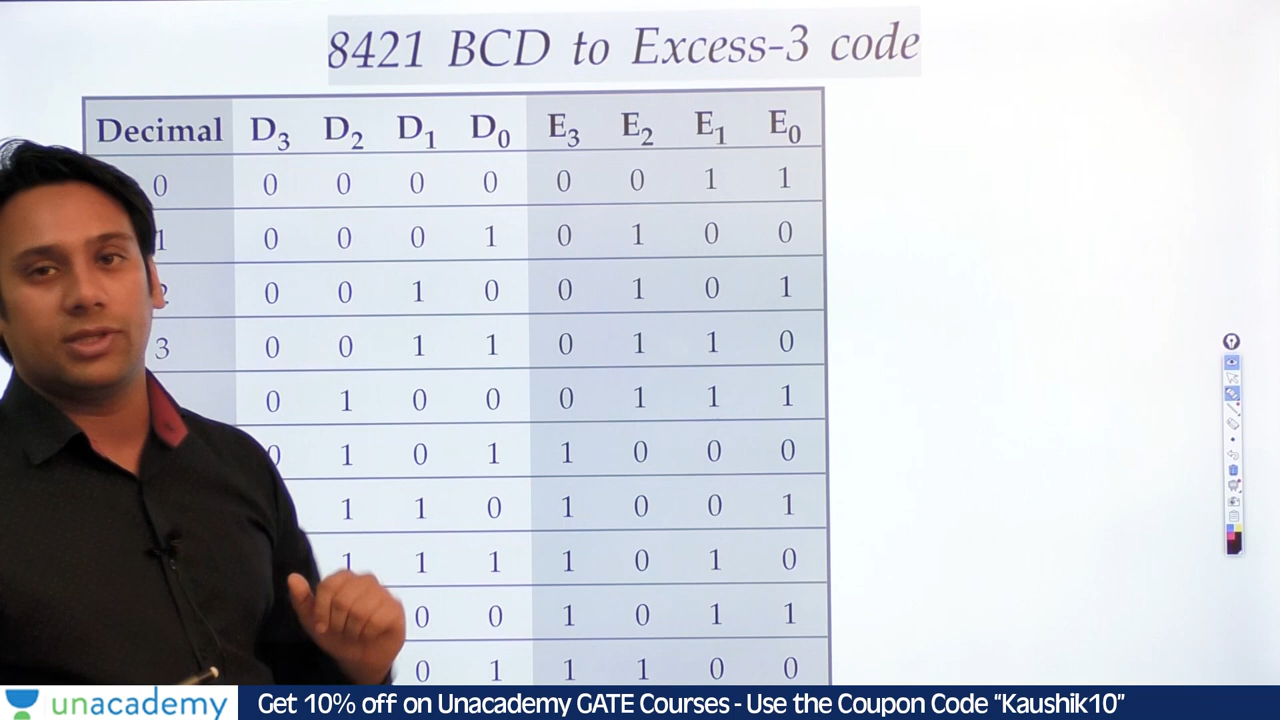 8421 BCD to Excess-3 code
Decimal D3 D2 D1 D0 E3 E2 E1 E0
0 0 0 0 0 0 0 1 1
1 0 0 0 1 0 1 0 0
2 0 0 1 0 0 1 0 1
3 0 0 1 1 0 1 1 0
0 1 0 0 0 1 1 1
0 1 0 1 1 0 0 0
1 1 0 1 0 0 1
1 1 1 1 0 1 0
0 0 1 0 1 1
0 1 1 1 0 0
unacademy Get 10% off on Unacademy GATE Courses - Use the Coupon Code “Kaushik10”